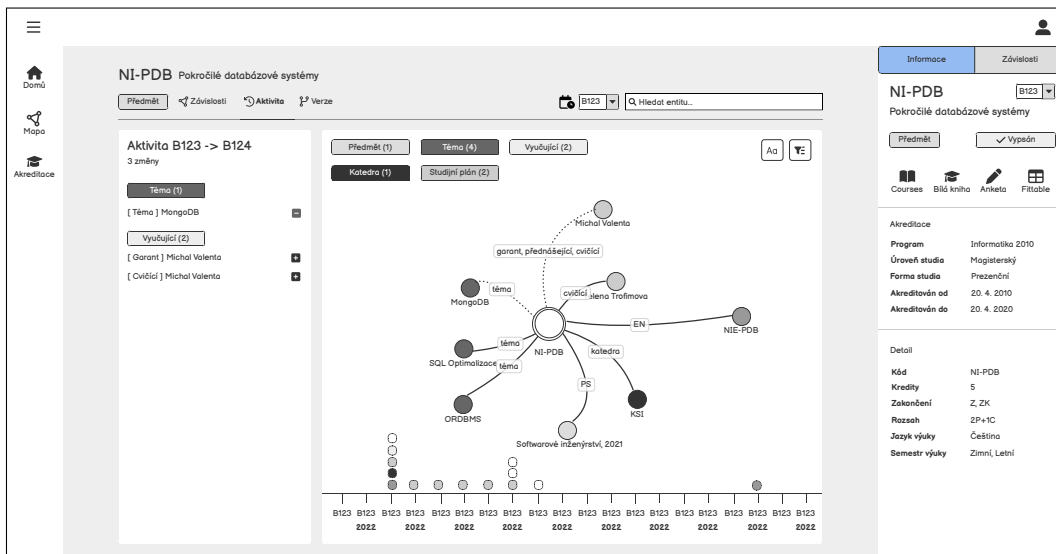 Domů
Mapa
Akreditace
NI-PDB Pokročilé databázové systémy
Předmět Závislosti Aktivita Verze
B123 Hledat entitu...
Aktivita B123 -> B124
3 změny
Téma (1)
[ Téma ] MongoDB
Vyučující (2)
[ Garant ] Michal Valenta
[ Cvičící ] Michal Valenta
Předmět (1) Téma (4) Vyučující (2)
Katedra (1) Studijní plán (2)
Aa
Michal Valenta
garant, přednášející, cvičící
MongoDB
téma
cvičící
elena Trofimova
EN
NIE-PDB
NI-PDB
téma
SQL Optimalizace
téma
katedra
ORDBMS
PS
KSI
Softwarové inženýrství, 2021
B123 B123 B123 B123 B123 B123 B123 B123 B123 B123 B123 B123 B123 B123 B123 B123 B123 B123 B123 B123
2022 2022 2022 2022 2022 2022 2022 2022 2022 2022
Informace Závislosti
NI-PDB B123
Pokročilé databázové systémy
Předmět Vypsán
Courses Bílá kniha Anketa Fittable
Akreditace
Program Informatika 2010
Úroveň studia Magisterský
Forma studia Prezenční
Akreditován od 20. 4. 2010
Akreditován do 20. 4. 2020
Detail
Kód NI-PDB
Kredity 5
Zakončení Z, ZK
Rozsah 2P+1C
Jazyk výuky Čeština
Semestr výuky Zimní, Letní